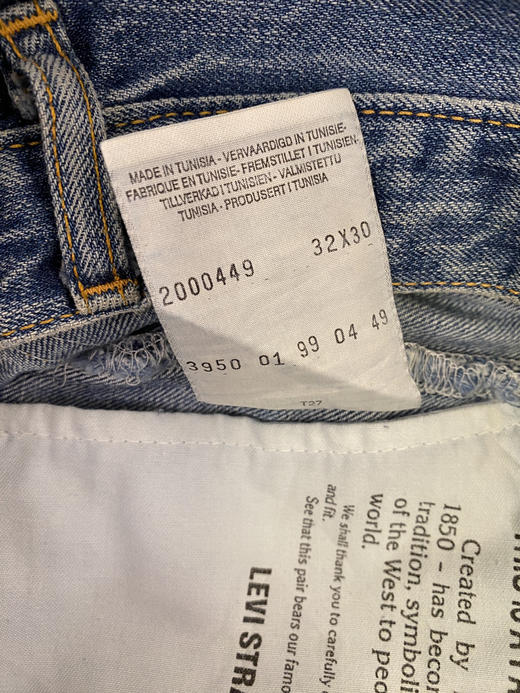 MADE IN TUNISIA - VERVAARDIGD IN TUNISIE-
FABRIQUE EN TUNISIE- FREMSTILLET I TUNISIEN-
TILLVERKAD I TUNISIEN - VALMISTETTU
TUNISIA - PRODUSERT I TUNISIA
2000449 32X30
3950 01 99 04 49
T27
Created by
1850 – has becom
tradition, symboli
of the West to peo
world.
We shall thank you to carefully e
and fit.
See that this pair bears our famo
LEVI STRA